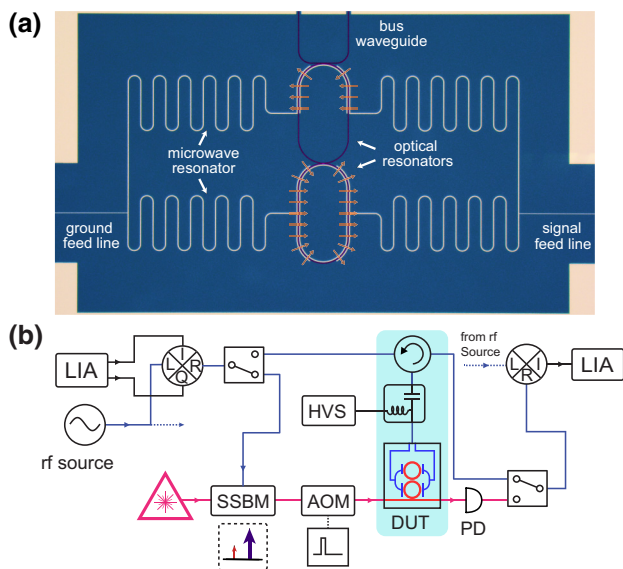 (a)
bus
waveguide
microwave
resonator
optical
resonators
ground
feed line
signal
feed line
(b)
LIA
L
I
R
Q
from rf
Source
L
I
R
LIA
HVS
rf source
SSBM
AOM
DUT
PD